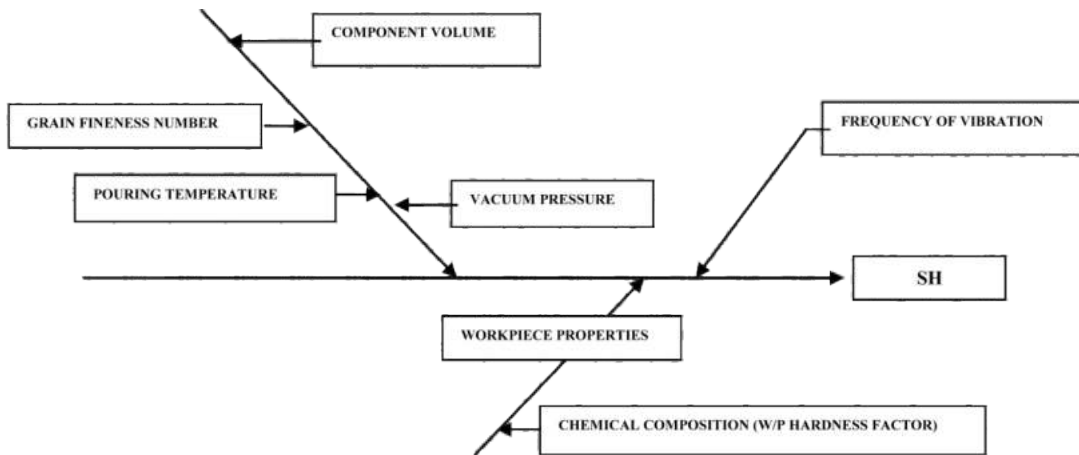 COMPONENT VOLUME
GRAIN FINENESS NUMBER
FREQUENCY OF VIBRATION
POURING TEMPERATURE
VACUUM PRESSURE
SH
WORKPIECE PROPERTIES
CHEMICAL COMPOSITION (W/P HARDNESS FACTOR)